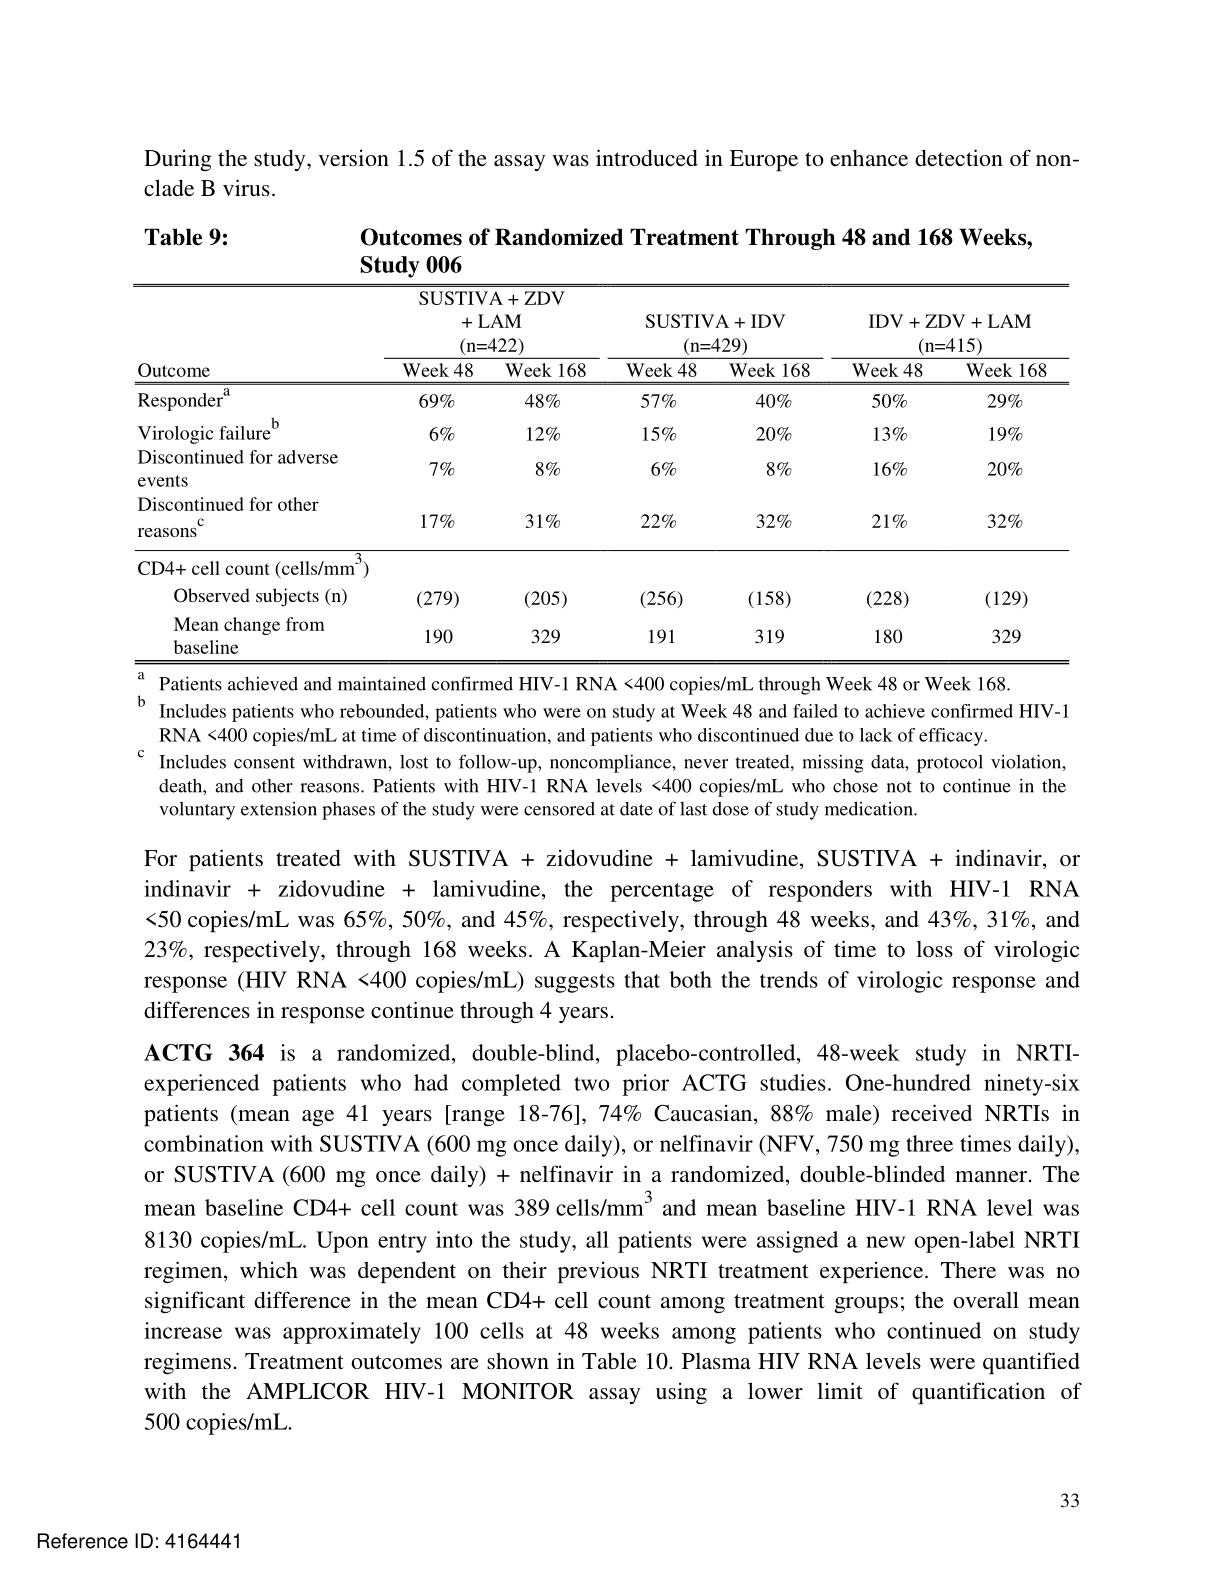 During the study, version 1.5 of the assay was introduced in Europe to enhance detection of non-
clade B virus.
Table 9: Outcomes of Randomized Treatment Through 48 and 168 Weeks,
Study 006
SUSTIVA + ZDV
+ LAM SUSTIVA + IDV IDV + ZDV + LAM
(n=422) (n=429) (n=415)
Outcome Week 48 Week 168 Week 48 Week 168 Week 48 Week 168
Responder^a 69% 48% 57% 40% 50% 29%
Virologic failure^b 6% 12% 15% 20% 13% 19%
Discontinued for adverse
events 7% 8% 6% 8% 16% 20%
Discontinued for other
reasons^c 17% 31% 22% 32% 21% 32%
CD4+ cell count (cells/mm^3)
Observed subjects (n) (279) (205) (256) (158) (228) (129)
Mean change from
baseline 190 329 191 319 180 329
a Patients achieved and maintained confirmed HIV-1 RNA <400 copies/mL through Week 48 or Week 168.
b Includes patients who rebounded, patients who were on study at Week 48 and failed to achieve confirmed HIV-1
RNA <400 copies/mL at time of discontinuation, and patients who discontinued due to lack of efficacy.
c Includes consent withdrawn, lost to follow-up, noncompliance, never treated, missing data, protocol violation,
death, and other reasons. Patients with HIV-1 RNA levels <400 copies/mL who chose not to continue in the
voluntary extension phases of the study were censored at date of last dose of study medication.
For patients treated with SUSTIVA + zidovudine + lamivudine, SUSTIVA + indinavir, or
indinavir + zidovudine + lamivudine, the percentage of responders with HIV-1 RNA
<50 copies/mL was 65%, 50%, and 45%, respectively, through 48 weeks, and 43%, 31%, and
23%, respectively, through 168 weeks. A Kaplan-Meier analysis of time to loss of virologic
response (HIV RNA <400 copies/mL) suggests that both the trends of virologic response and
differences in response continue through 4 years.
ACTG 364 is a randomized, double-blind, placebo-controlled, 48-week study in NRTI-
experienced patients who had completed two prior ACTG studies. One-hundred ninety-six
patients (mean age 41 years [range 18-76], 74% Caucasian, 88% male) received NRTIs in
combination with SUSTIVA (600 mg once daily), or nelfinavir (NFV, 750 mg three times daily),
or SUSTIVA (600 mg once daily) + nelfinavir in a randomized, double-blinded manner. The
mean baseline CD4+ cell count was 389 cells/mm^3 and mean baseline HIV-1 RNA level was
8130 copies/mL. Upon entry into the study, all patients were assigned a new open-label NRTI
regimen, which was dependent on their previous NRTI treatment experience. There was no
significant difference in the mean CD4+ cell count among treatment groups; the overall mean
increase was approximately 100 cells at 48 weeks among patients who continued on study
regimens. Treatment outcomes are shown in Table 10. Plasma HIV RNA levels were quantified
with the AMPLICOR HIV-1 MONITOR assay using a lower limit of quantification of
500 copies/mL.
33
Reference ID: 4164441